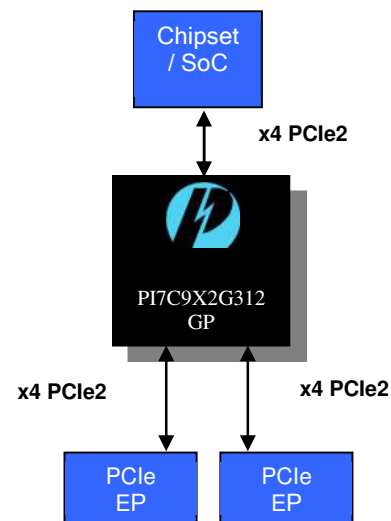 Chipset
/ SoC
x4 PCIe2
PI7C9X2G312
GP
x4 PCIe2
x4 PCIe2
PCIe
EP
PCIe
EP